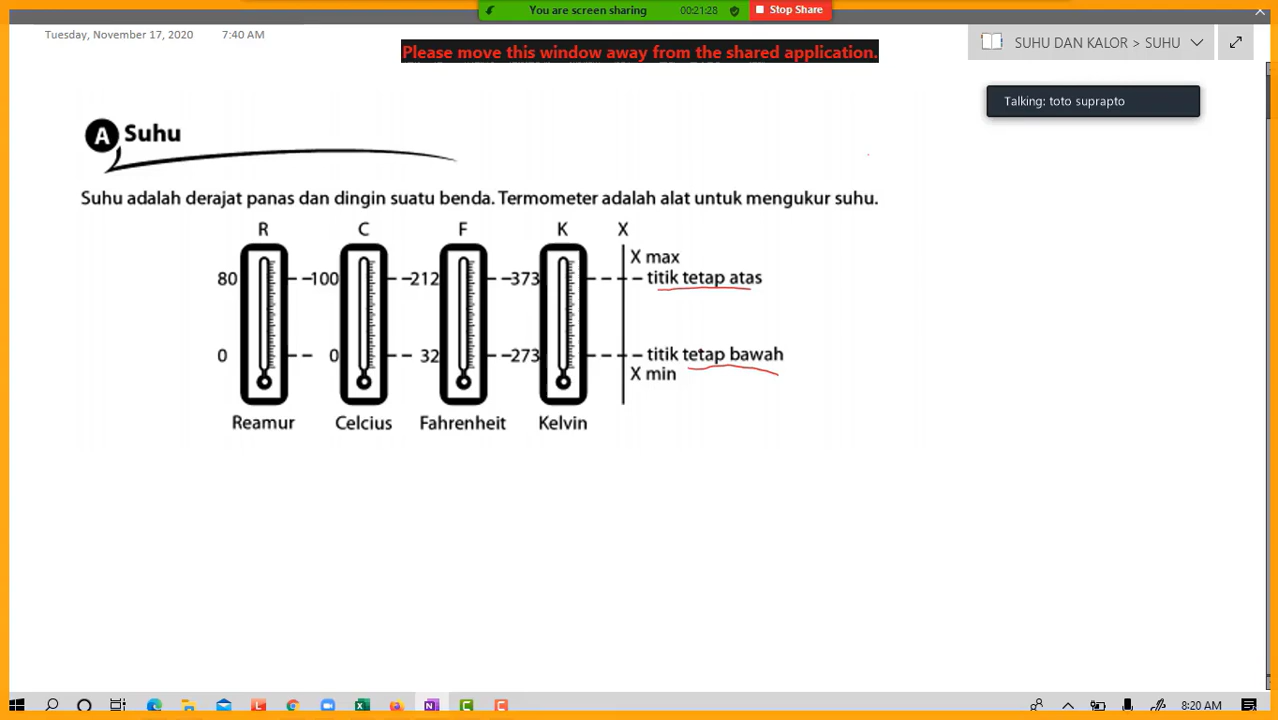 You are screen sharing
00:21:28
Stop Share
Tuesday, November 17, 2020 7:40 AM
Please move this window away from the shared application.
SUHU DAN KALOR > SUHU
Talking: toto suprapto
A Suhu
Suhu adalah derajat panas dan dingin suatu benda. Termometer adalah alat untuk mengukur suhu.
R C F K X
X max
80 100 212 373 titik tetap atas
0 0 32 273 titik tetap bawah
X min
Reamur Celcius Fahrenheit Kelvin
8:20 AM